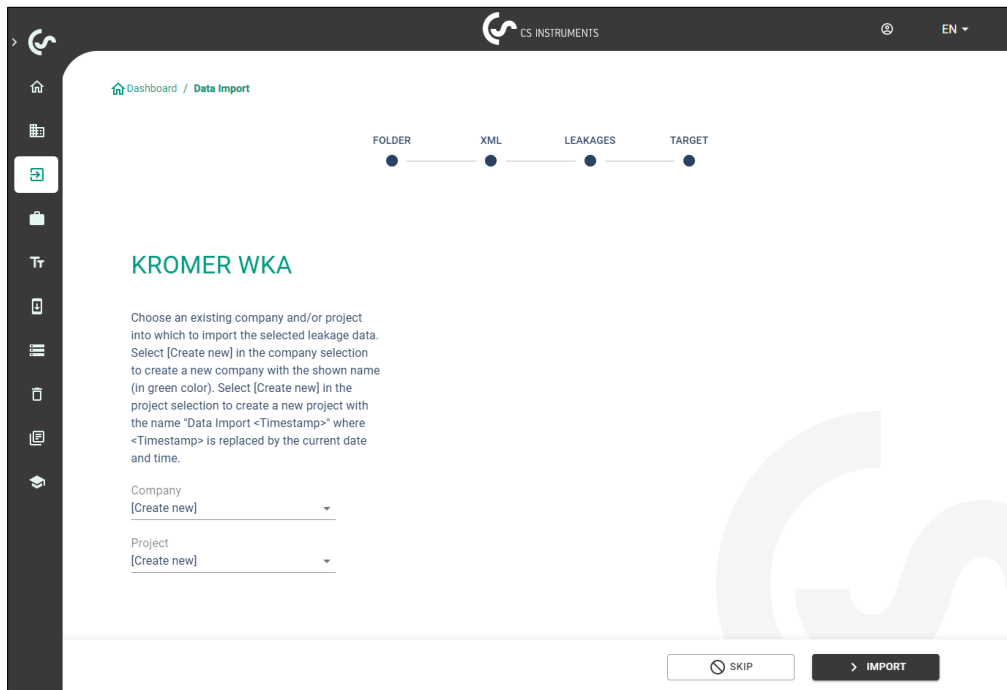 CS INSTRUMENTS
EN
Dashboard / Data Import
FOLDER XML LEAKAGES TARGET
KROMER WKA
Choose an existing company and/or project
into which to import the selected leakage data.
Select [Create new] in the company selection
to create a new company with the shown name
(in green color). Select [Create new] in the
project selection to create a new project with
the name "Data Import <Timestamp>" where
<Timestamp> is replaced by the current date
and time.
Company
[Create new]
Project
[Create new]
SKIP > IMPORT